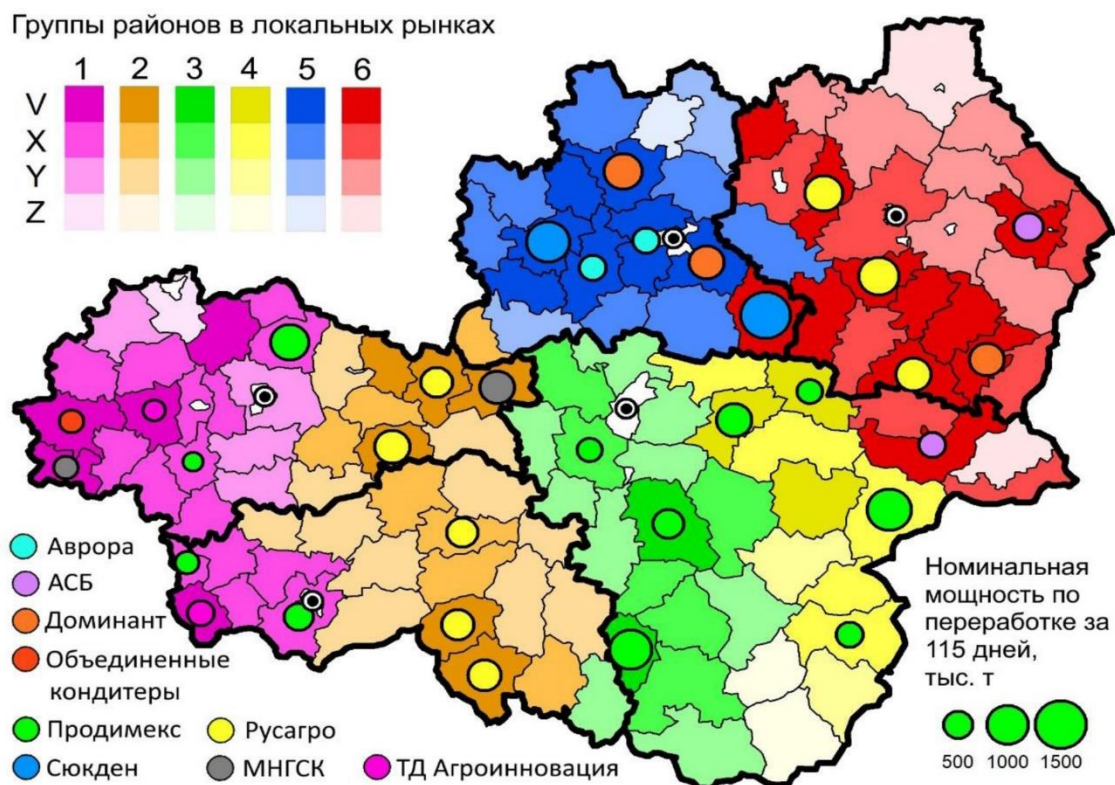 Группы районов в локальных рынках
1 2 3 4 5 6
V
X
Y
Z
Аврора
АСБ
Доминант
Объединенные
кондитеры
Продимекс
Русагро
Сюкден
МНГСК
ТД Агроинновация
Номинальная
мощность по
переработке за
115 дней,
тыс. т
500 1000 1500